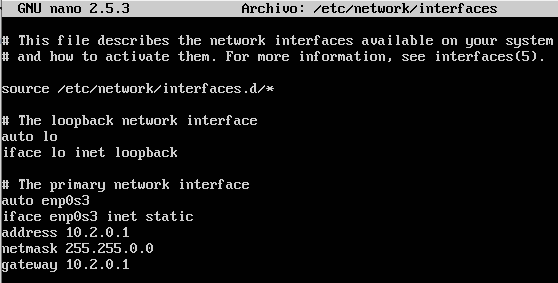 GNU nano 2.5.3 Archivo: /etc/network/interfaces
# This file describes the network interfaces available on your system
# and how to activate them. For more information, see interfaces(5).
source /etc/network/interfaces.d/*
# The loopback network interface
auto lo
iface lo inet loopback
# The primary network interface
auto enp0s3
iface enp0s3 inet static
address 10.2.0.1
netmask 255.255.0.0
gateway 10.2.0.1